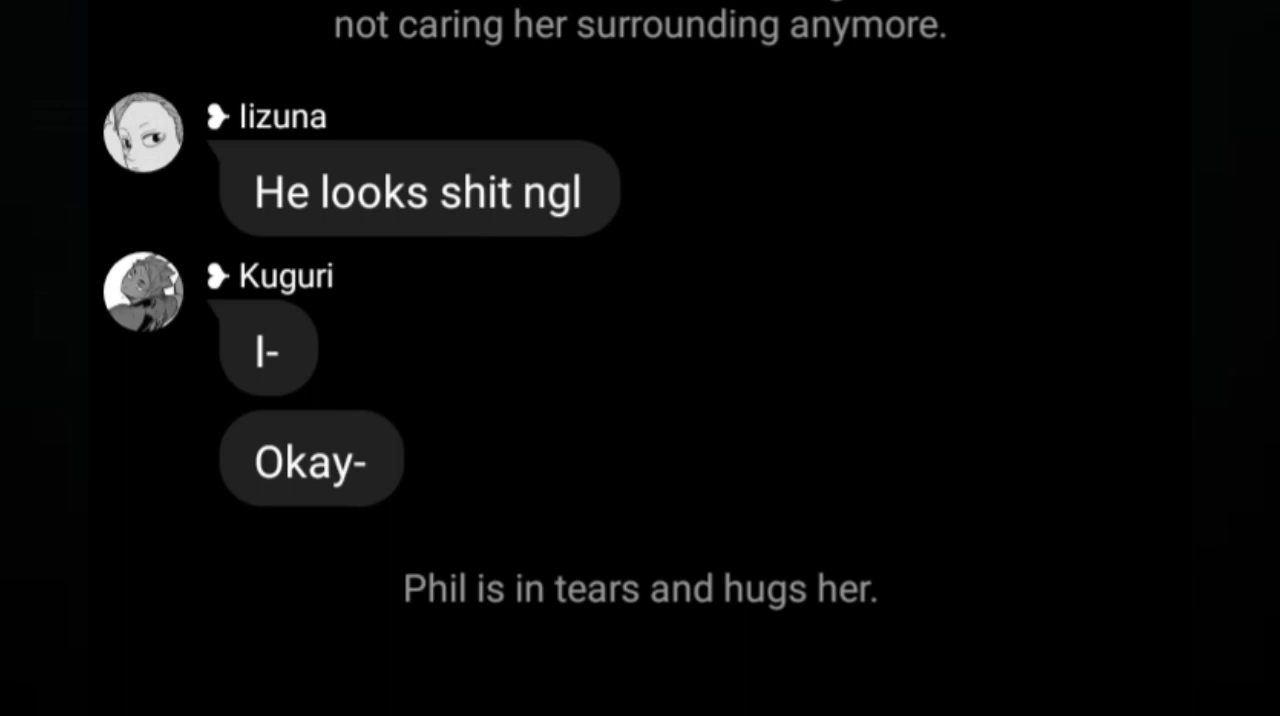 not caring her surrounding anymore.
❥ Iizuna
He looks shit ngl
❥ Kuguri
I-
Okay-
Phil is in tears and hugs her.